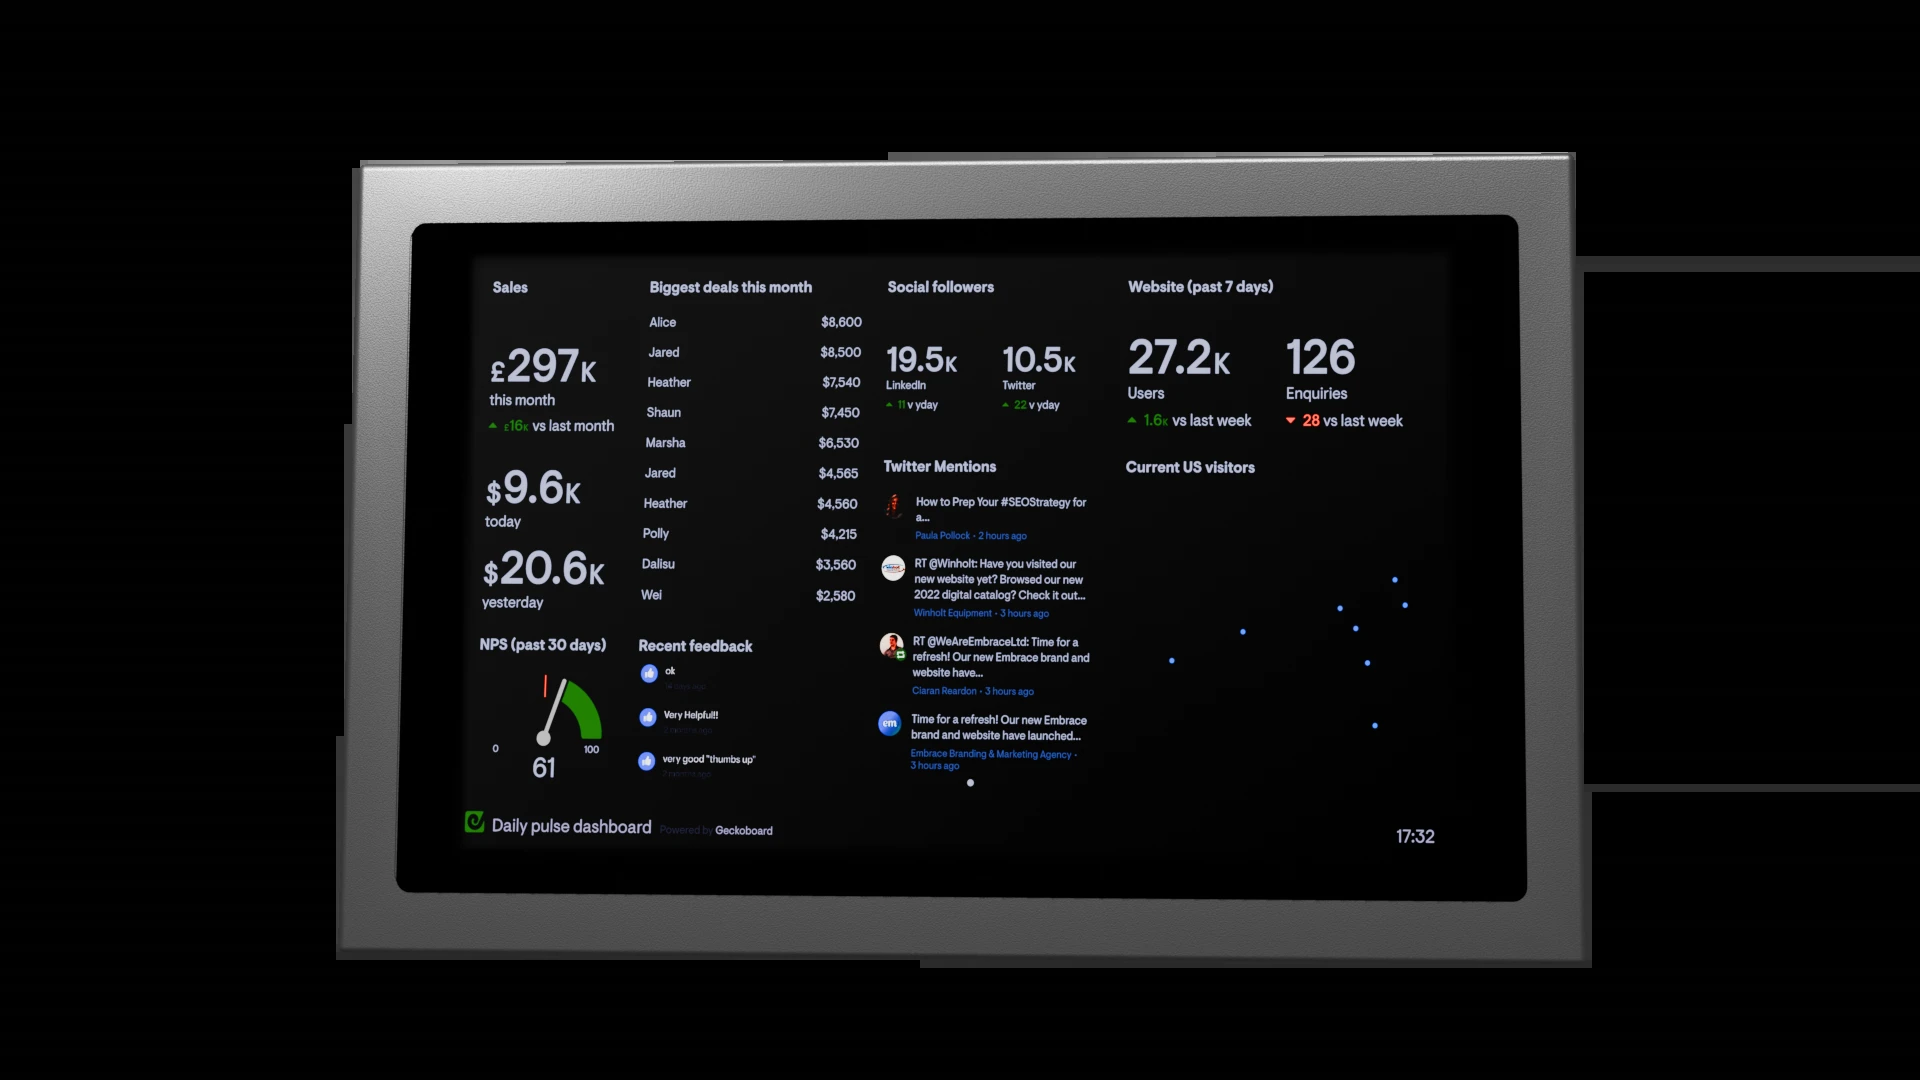 Sales
£297K
this month
£16K vs last month
$9.6K
today
$20.6K
yesterday
NPS (past 30 days)
0
100
61
Biggest deals this month
Alice $8,600
Jared $8,500
Heather $7,540
Shaun $7,450
Marsha $6,530
Jared $4,565
Heather $4,560
Polly $4,215
Dalisu $3,560
Wei $2,580
Recent feedback
ok
Very Helpful!!
very good "thumbs up"
Social followers
19.5K
LinkedIn
11 v yday
10.5K
Twitter
22 v yday
Twitter Mentions
How to Prep Your #SEOStrategy for
a...
Paula Pollock • 2 hours ago
RT @Winholt: Have you visited our
new website yet? Browsed our new
2022 digital catalog? Check it out...
Winholt Equipment • 3 hours ago
RT @WeAreEmbraceLtd: Time for a
refresh! Our new Embrace brand and
website have...
Ciaran Reardon • 3 hours ago
em
Time for a refresh! Our new Embrace
brand and website have launched...
Embrace Branding & Marketing Agency •
3 hours ago
Website (past 7 days)
27.2K
Users
1.6K vs last week
126
Enquiries
28 vs last week
Current US visitors
Daily pulse dashboard
Powered by Geckoboard
17:32